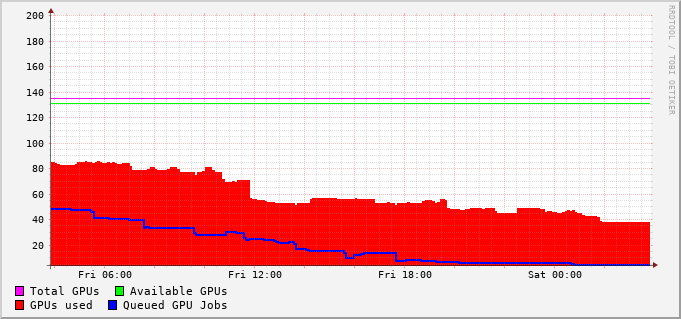 200
180
160
140
120
100
80
60
40
20
Fri 06:00 Fri 12:00 Fri 18:00 Sat 00:00
Total GPUs Available GPUs
GPUs used Queued GPU Jobs
RRDTOOL / TOBI OETIKER